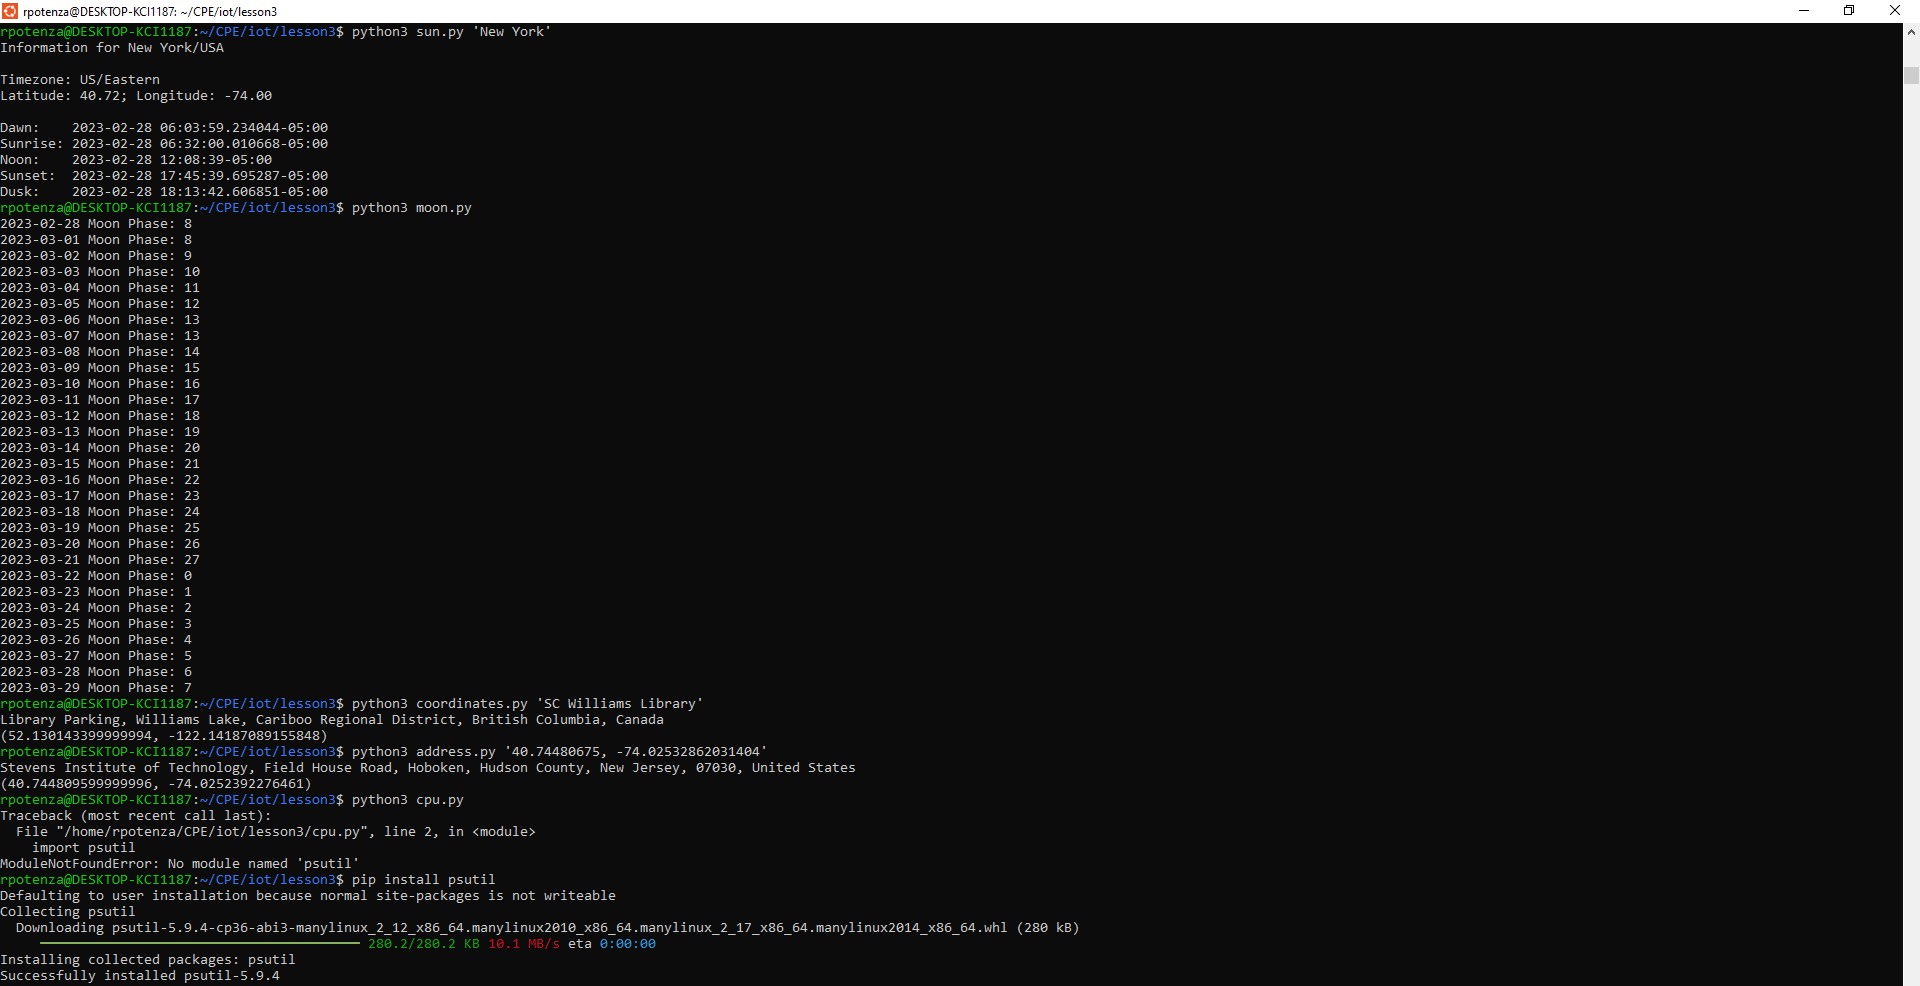 rpotenza@DESKTOP-KCI1187: ~/CPE/iot/lesson3
rpotenza@DESKTOP-KCI1187:~/CPE/iot/lesson3$ python3 sun.py 'New York'
Information for New York/USA
Timezone: US/Eastern
Latitude: 40.72; Longitude: -74.00
Dawn:    2023-02-28 06:03:59.234044-05:00
Sunrise: 2023-02-28 06:32:00.010668-05:00
Noon:    2023-02-28 12:08:39-05:00
Sunset:  2023-02-28 17:45:39.695287-05:00
Dusk:    2023-02-28 18:13:42.606851-05:00
rpotenza@DESKTOP-KCI1187:~/CPE/iot/lesson3$ python3 moon.py
2023-02-28 Moon Phase: 8
2023-03-01 Moon Phase: 8
2023-03-02 Moon Phase: 9
2023-03-03 Moon Phase: 10
2023-03-04 Moon Phase: 11
2023-03-05 Moon Phase: 12
2023-03-06 Moon Phase: 13
2023-03-07 Moon Phase: 13
2023-03-08 Moon Phase: 14
2023-03-09 Moon Phase: 15
2023-03-10 Moon Phase: 16
2023-03-11 Moon Phase: 17
2023-03-12 Moon Phase: 18
2023-03-13 Moon Phase: 19
2023-03-14 Moon Phase: 20
2023-03-15 Moon Phase: 21
2023-03-16 Moon Phase: 22
2023-03-17 Moon Phase: 23
2023-03-18 Moon Phase: 24
2023-03-19 Moon Phase: 25
2023-03-20 Moon Phase: 26
2023-03-21 Moon Phase: 27
2023-03-22 Moon Phase: 0
2023-03-23 Moon Phase: 1
2023-03-24 Moon Phase: 2
2023-03-25 Moon Phase: 3
2023-03-26 Moon Phase: 4
2023-03-27 Moon Phase: 5
2023-03-28 Moon Phase: 6
2023-03-29 Moon Phase: 7
rpotenza@DESKTOP-KCI1187:~/CPE/iot/lesson3$ python3 coordinates.py 'SC Williams Library'
Library Parking, Williams Lake, Cariboo Regional District, British Columbia, Canada
(52.130143399999994, -122.14187089155848)
rpotenza@DESKTOP-KCI1187:~/CPE/iot/lesson3$ python3 address.py '40.74480675, -74.02532862031404'
Stevens Institute of Technology, Field House Road, Hoboken, Hudson County, New Jersey, 07030, United States
(40.744809599999996, -74.0252392276461)
rpotenza@DESKTOP-KCI1187:~/CPE/iot/lesson3$ python3 cpu.py
Traceback (most recent call last):
  File "/home/rpotenza/CPE/iot/lesson3/cpu.py", line 2, in <module>
    import psutil
ModuleNotFoundError: No module named 'psutil'
rpotenza@DESKTOP-KCI1187:~/CPE/iot/lesson3$ pip install psutil
Defaulting to user installation because normal site-packages is not writeable
Collecting psutil
  Downloading psutil-5.9.4-cp36-abi3-manylinux_2_12_x86_64.manylinux2010_x86_64.manylinux_2_17_x86_64.manylinux2014_x86_64.whl (280 kB)
280.2/280.2 KB 10.1 MB/s eta 0:00:00
Installing collected packages: psutil
Successfully installed psutil-5.9.4